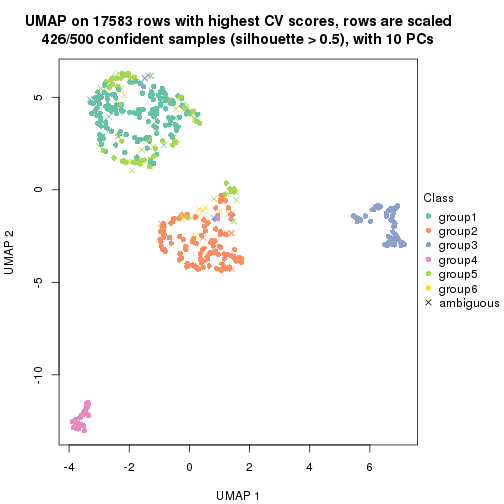 UMAP on 17583 rows with highest CV scores, rows are scaled
426/500 confident samples (silhouette > 0.5), with 10 PCs
5
0
-5
-10
UMAP 2
-4
-2
0
2
4
6
UMAP 1
Class
group1
group2
group3
group4
group5
group6
ambiguous